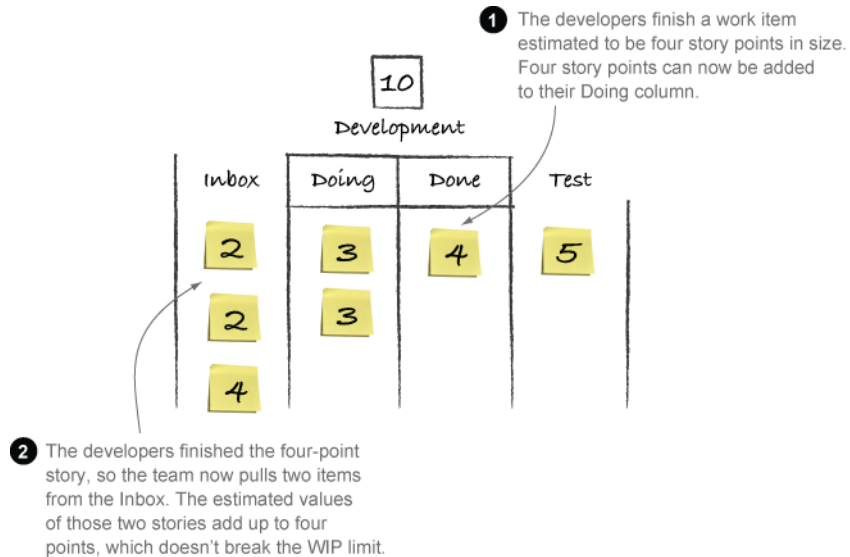 1 The developers finish a work item
estimated to be four story points in size.
Four story points can now be added
to their Doing column.
10
Development
Inbox Doing Done Test
2 3 4 5
2 3
4
2 The developers finished the four-point
story, so the team now pulls two items
from the Inbox. The estimated values
of those two stories add up to four
points, which doesn't break the WIP limit.